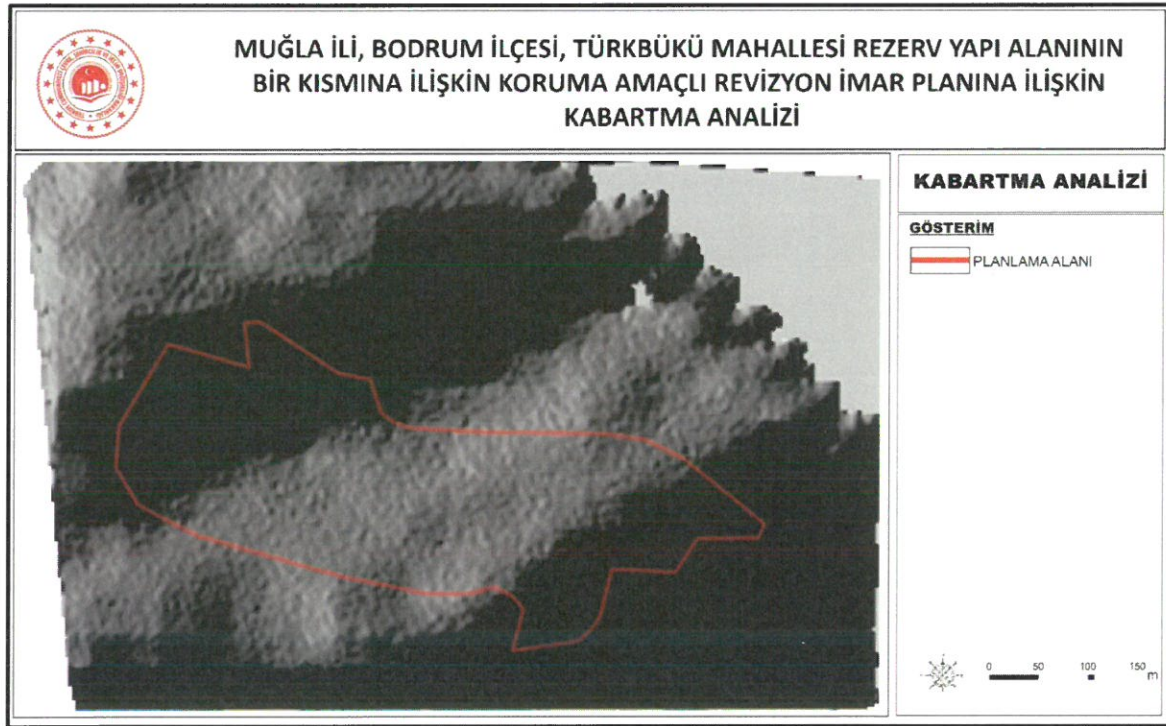 MUĞLA İLİ, BODRUM İLÇESİ, TÜRKBÜKÜ MAHALLESİ REZERV YAPI ALANININ
BİR KISMINA İLİŞKİN KORUMA AMAÇLI REVİZYON İMAR PLANINA İLİŞKİN
KABARTMA ANALİZİ
KABARTMA ANALİZİ
GÖSTERİM
PLANLAMA ALANI
0 50 100 150
m